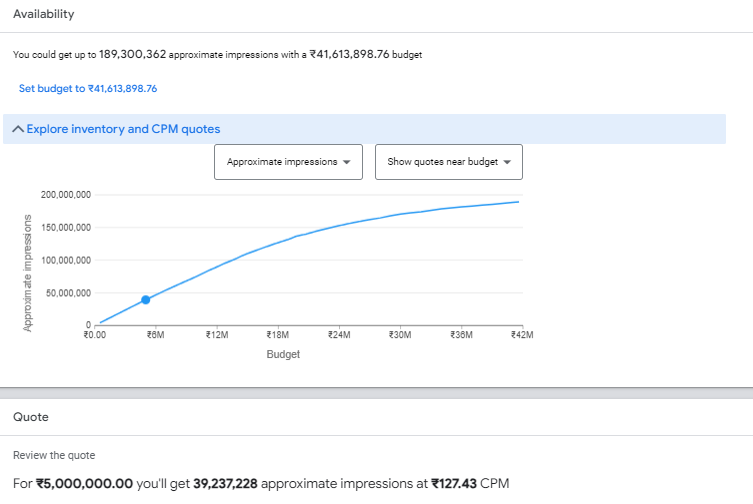 Availability
You could get up to 189,300,362 approximate impressions with a ₹41,613,898.76 budget
Set budget to ₹41,613,898.76
Explore inventory and CPM quotes
Approximate impressions
Show quotes near budget
200,000,000
150,000,000
100,000,000
50,000,000
0
Approximate impressions
₹0.00 ₹6M ₹12M ₹18M ₹24M ₹30M ₹36M ₹42M
Budget
Quote
Review the quote
For ₹5,000,000.00 you'll get 39,237,228 approximate impressions at ₹127.43 CPM